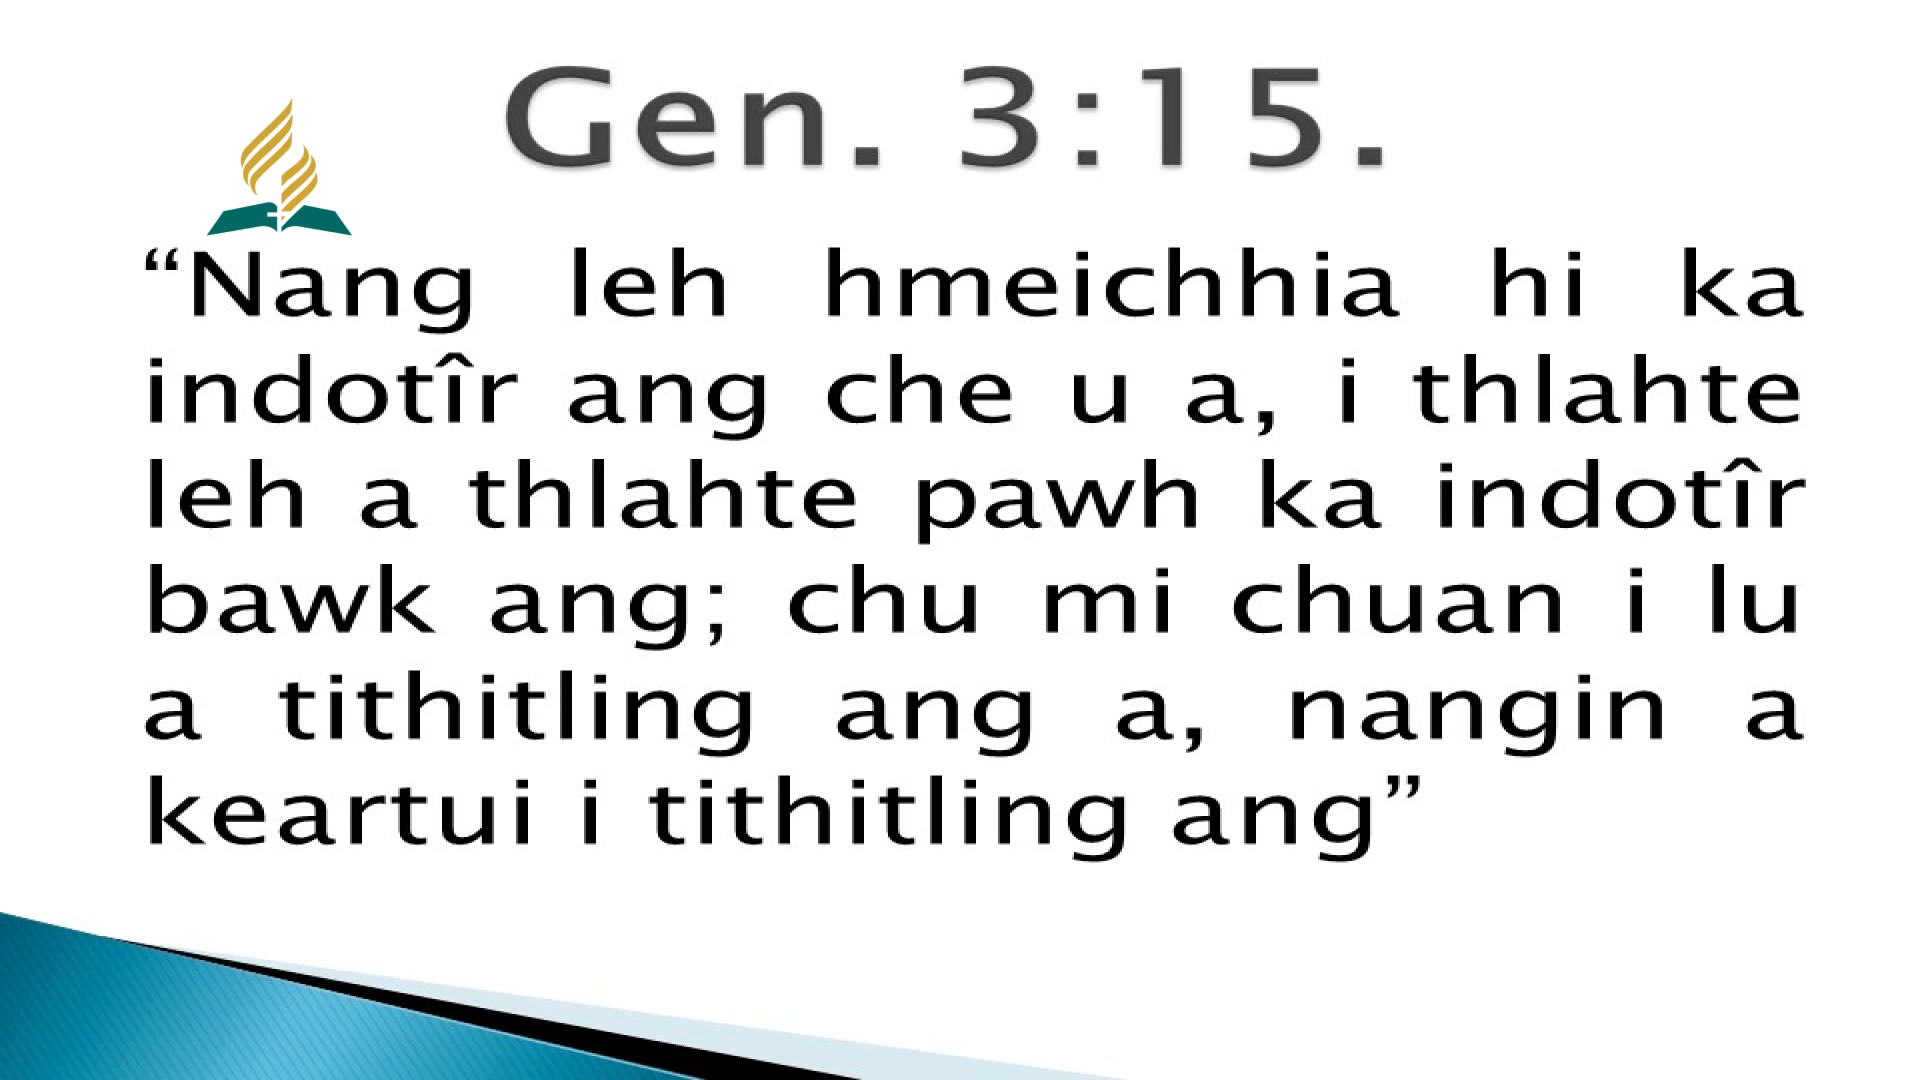 Gen. 3:15.
“Nang leh hmeichhia hi ka
indotîr ang che u a, i thlahte
leh a thlahte pawh ka indotîr
bawk ang; chu mi chuan i lu
a tithitling ang a, nangin a
keartui i tithitling ang”